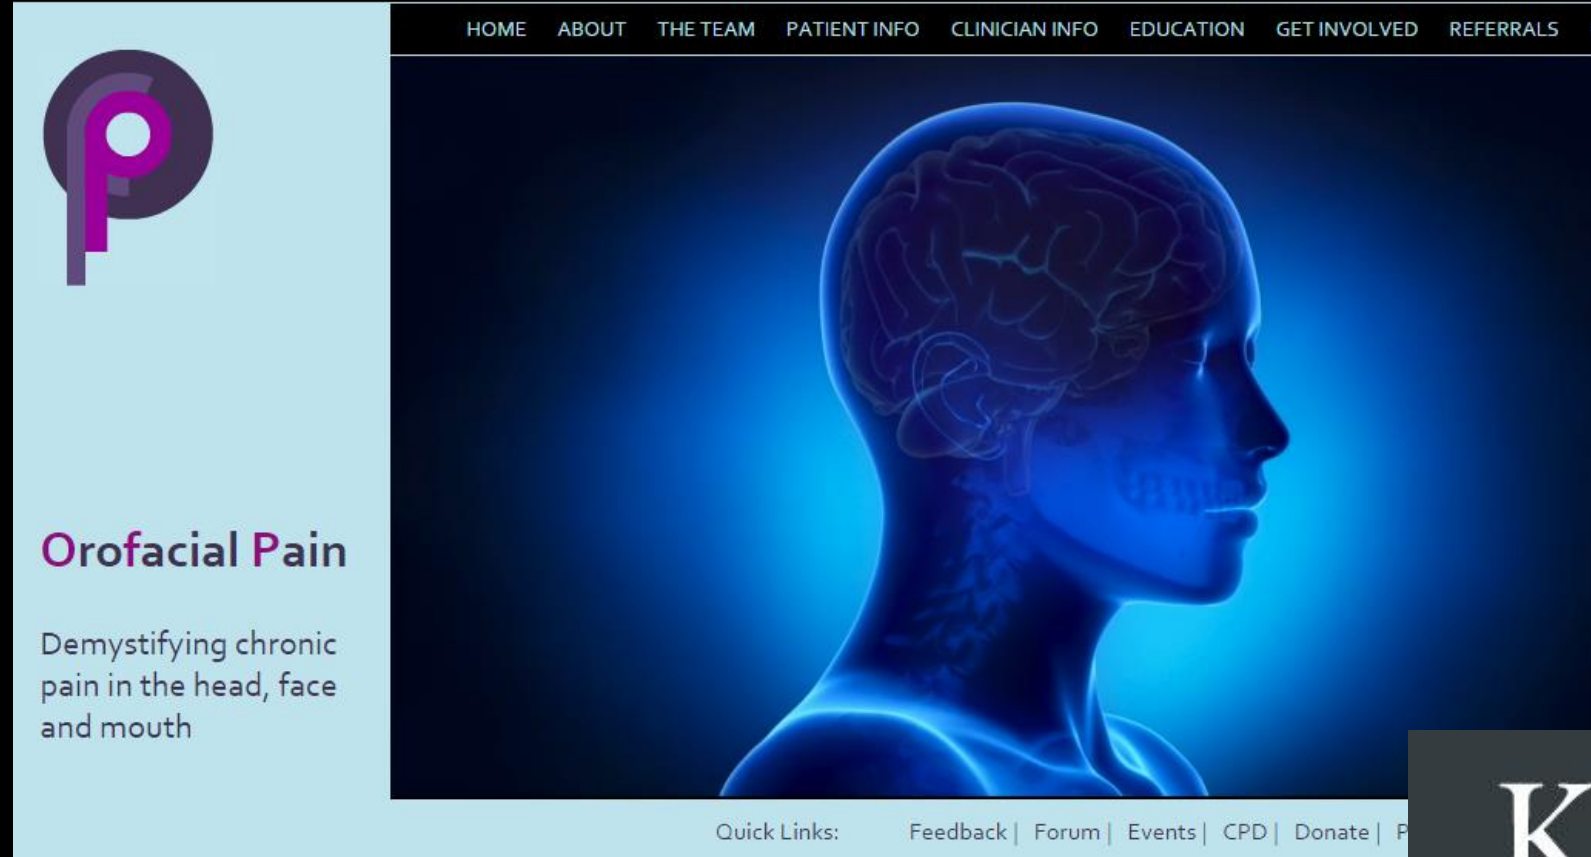 HOME ABOUT THE TEAM PATIENT INFO CLINICIAN INFO EDUCATION GET INVOLVED REFERRALS
Orofacial Pain
Demystifying chronic
pain in the head, face
and mouth
Quick Links: Feedback | Forum | Events | CPD | Donate | P
K